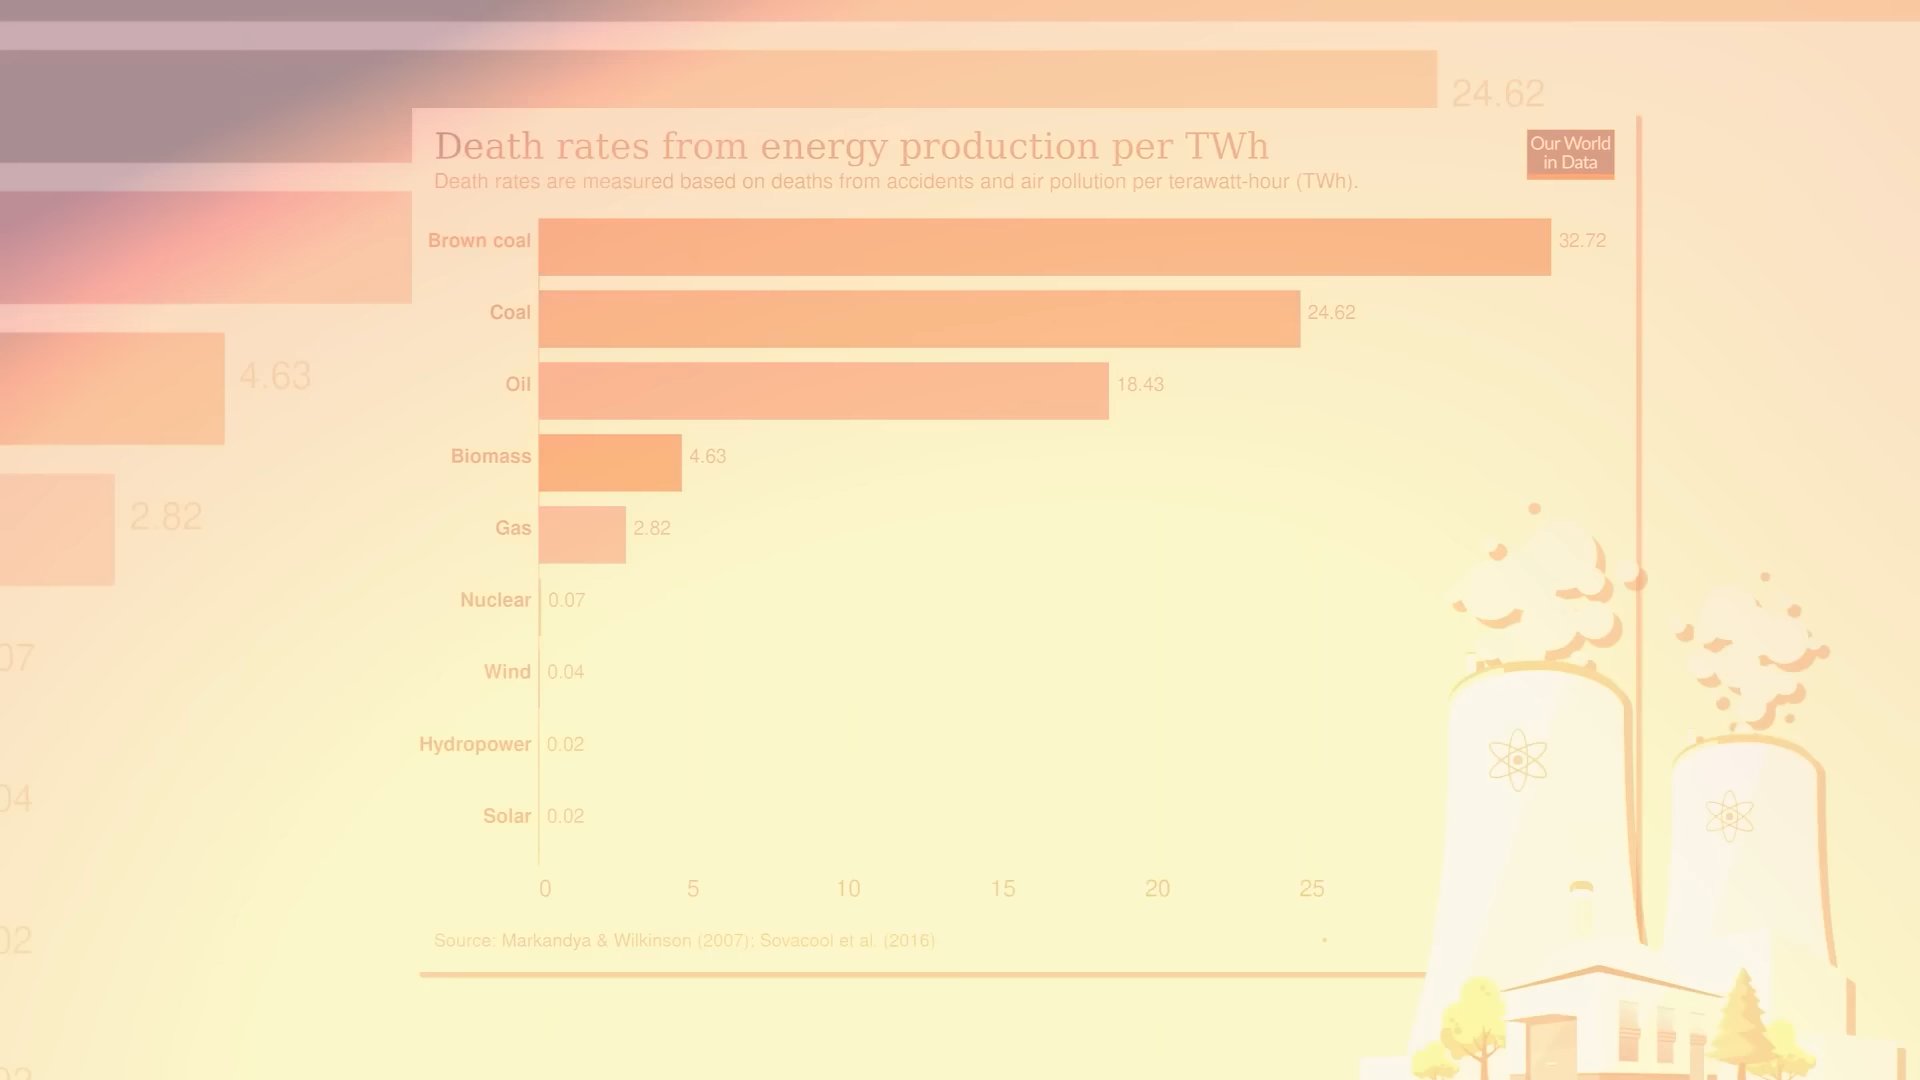 24.62
Death rates from energy production per TWh
Our World
in Data
Death rates are measured based on deaths from accidents and air pollution per terawatt-hour (TWh).
Brown coal 32.72
Coal 24.62
Oil 18.43
4.63
Biomass 4.63
2.82
Gas 2.82
07
Nuclear 0.07
Wind 0.04
04
Hydropower 0.02
Solar 0.02
0 5 10 15 20 25
02
Source: Markandya & Wilkinson (2007); Sovacool et al. (2016)